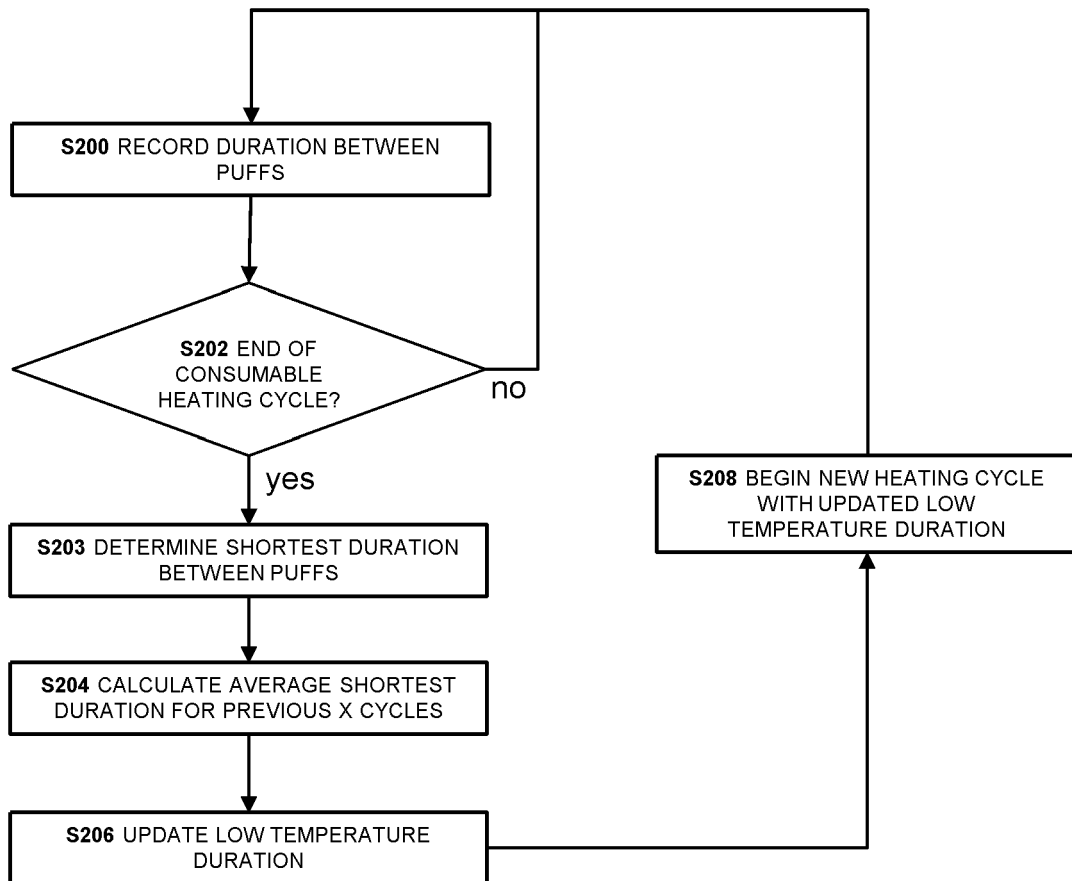 S200 RECORD DURATION BETWEEN
PUFFS
S202 END OF
CONSUMABLE
HEATING CYCLE?
no
yes
S203 DETERMINE SHORTEST DURATION
BETWEEN PUFFS
S204 CALCULATE AVERAGE SHORTEST
DURATION FOR PREVIOUS X CYCLES
S206 UPDATE LOW TEMPERATURE
DURATION
S208 BEGIN NEW HEATING CYCLE
WITH UPDATED LOW
TEMPERATURE DURATION